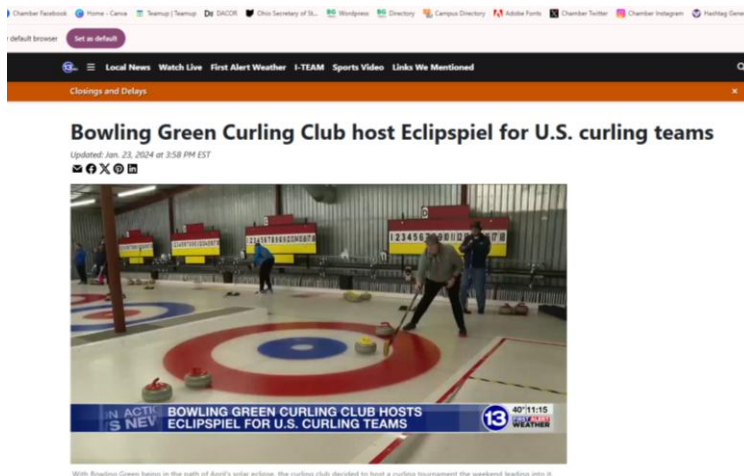 Chamber Facebook Home - Canva Teamup | Teamup DACOR Ohio Secretary of St... Wordpress Directory Campus Directory Adobe Fonts Chamber Twitter Chamber Instagram Hashtag Gene
default browser Set as default
13 Local News Watch Live First Alert Weather I-TEAM Sports Video Links We Mentioned
Closings and Delays
Bowling Green Curling Club host Eclipspiel for U.S. curling teams
Updated: Jan. 23, 2024 at 3:58 PM EST
BOWLING GREEN CURLING CLUB HOSTS
ECLIPSPIEL FOR U.S. CURLING TEAMS
13 40° 11:15
FIRST ALERT
WEATHER
With Bowling Green being in the path of April's solar eclipse, the curling club decided to host a curling tournament the weekend leading into it.